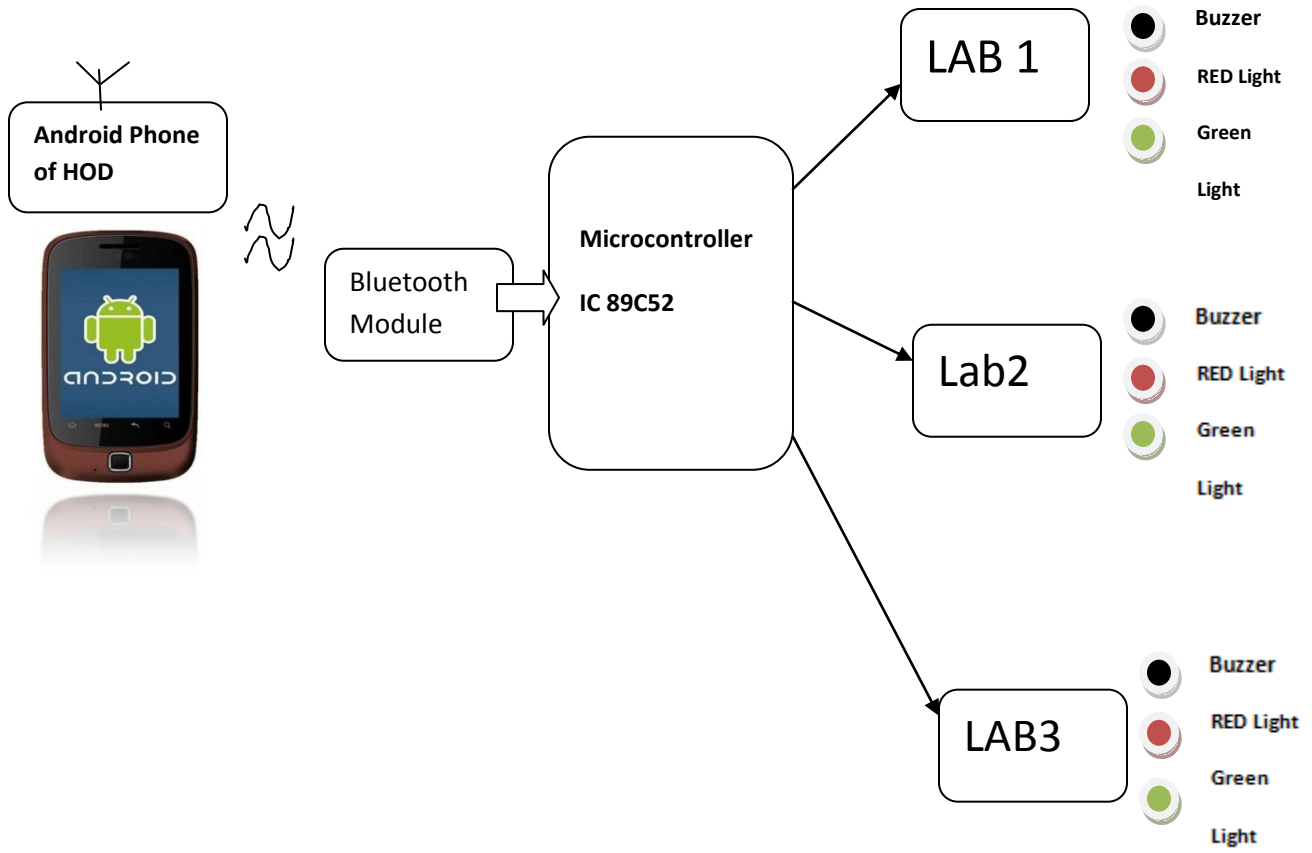 Android Phone
of HOD
ANDROID
MENU
Bluetooth
Module
Microcontroller
IC 89C52
LAB 1
Buzzer
RED Light
Green
Light
Lab2
Buzzer
RED Light
Green
Light
LAB3
Buzzer
RED Light
Green
Light